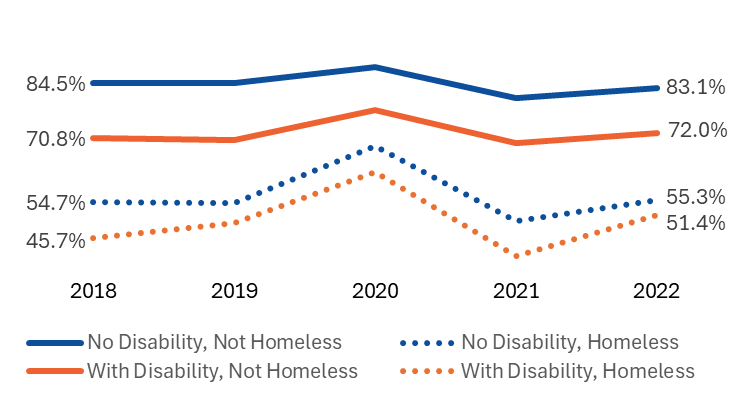 84.5%
83.1%
70.8%
72.0%
54.7%
55.3%
45.7%
51.4%
2018 2019 2020 2021 2022
No Disability, Not Homeless No Disability, Homeless
With Disability, Not Homeless With Disability, Homeless